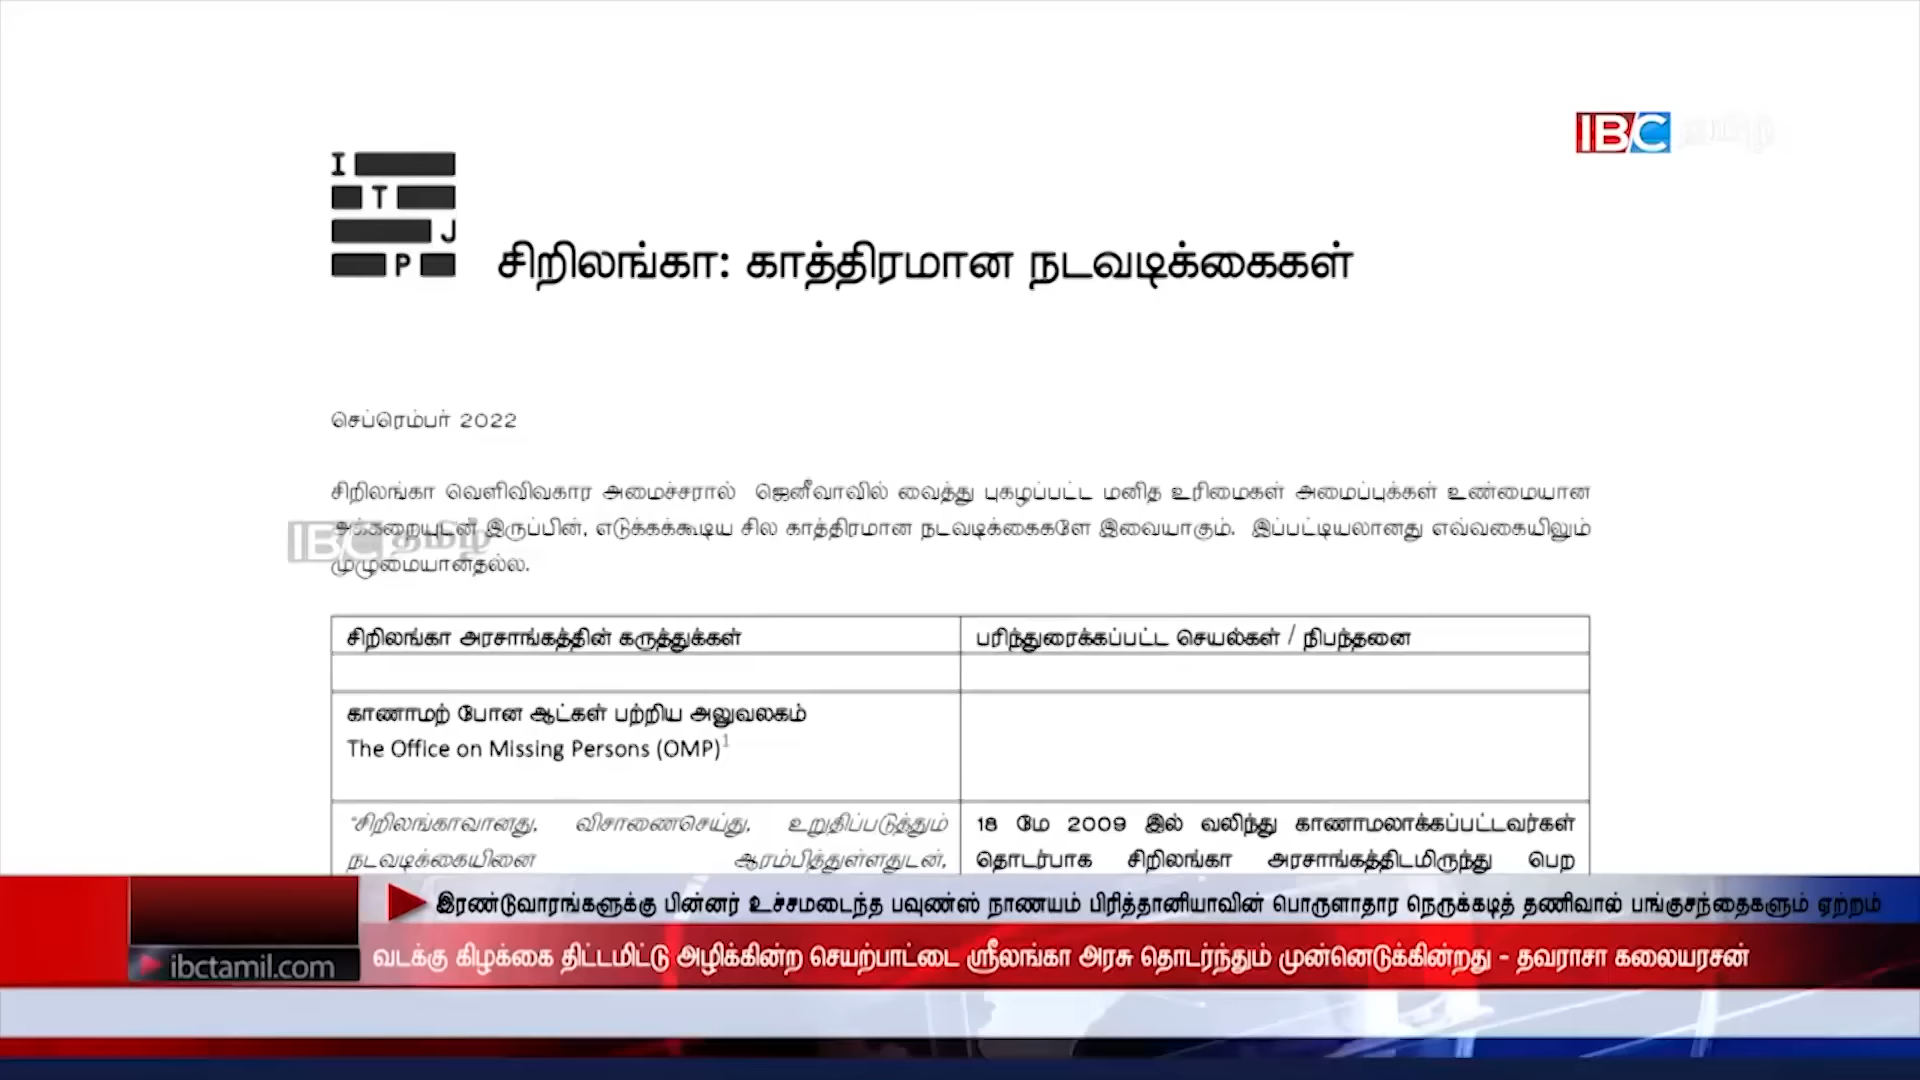 IBC தமிழ்
I
T
J
P
சிறிலங்கா: காத்திரமான நடவடிக்கைகள்
செப்ரெம்பர் 2022
சிறிலங்கா வெளிவிவகார அமைச்சரால் ஜெனீவாவில் வைத்து புகழப்பட்ட மனித உரிமைகள் அமைப்புக்கள் உண்மையான
அக்கறையுடன் இருப்பின், எடுக்கக்கூடிய சில காத்திரமான நடவடிக்கைகளே இவையாகும். இப்பட்டியலானது எவ்வகையிலும்
முழுமையானதல்ல.
IBC தமிழ்
சிறிலங்கா அரசாங்கத்தின் கருத்துக்கள்
பரிந்துரைக்கப்பட்ட செயல்கள் / நிபந்தனை
காணாமற் போன ஆட்கள் பற்றிய அலுவலகம்
The Office on Missing Persons (OMP)1
"சிறிலங்காவானது, விசாணைசெய்து, உறுதிப்படுத்தும்
நடவடிக்கையினை ஆரம்பித்துள்ளதுடன்,
18 மே 2009 இல் வலிந்து காணாமலாக்கப்பட்டவர்கள்
தொடர்பாக சிறிலங்கா அரசாங்கத்திடமிருந்து பெற
இரண்டுவாரங்களுக்கு பின்னர் உச்சமடைந்த பவுண்ஸ் நாணயம் பிரித்தானியாவின் பொருளாதார நெருக்கடித் தணிவால் பங்குசந்தைகளும் ஏற்றம்
ibctamil.com
வடக்கு கிழக்கை திட்டமிட்டு அழிக்கின்ற செயற்பாட்டை ஸ்ரீலங்கா அரசு தொடர்ந்தும் முன்னெடுக்கின்றது - தவராசா கலையரசன்